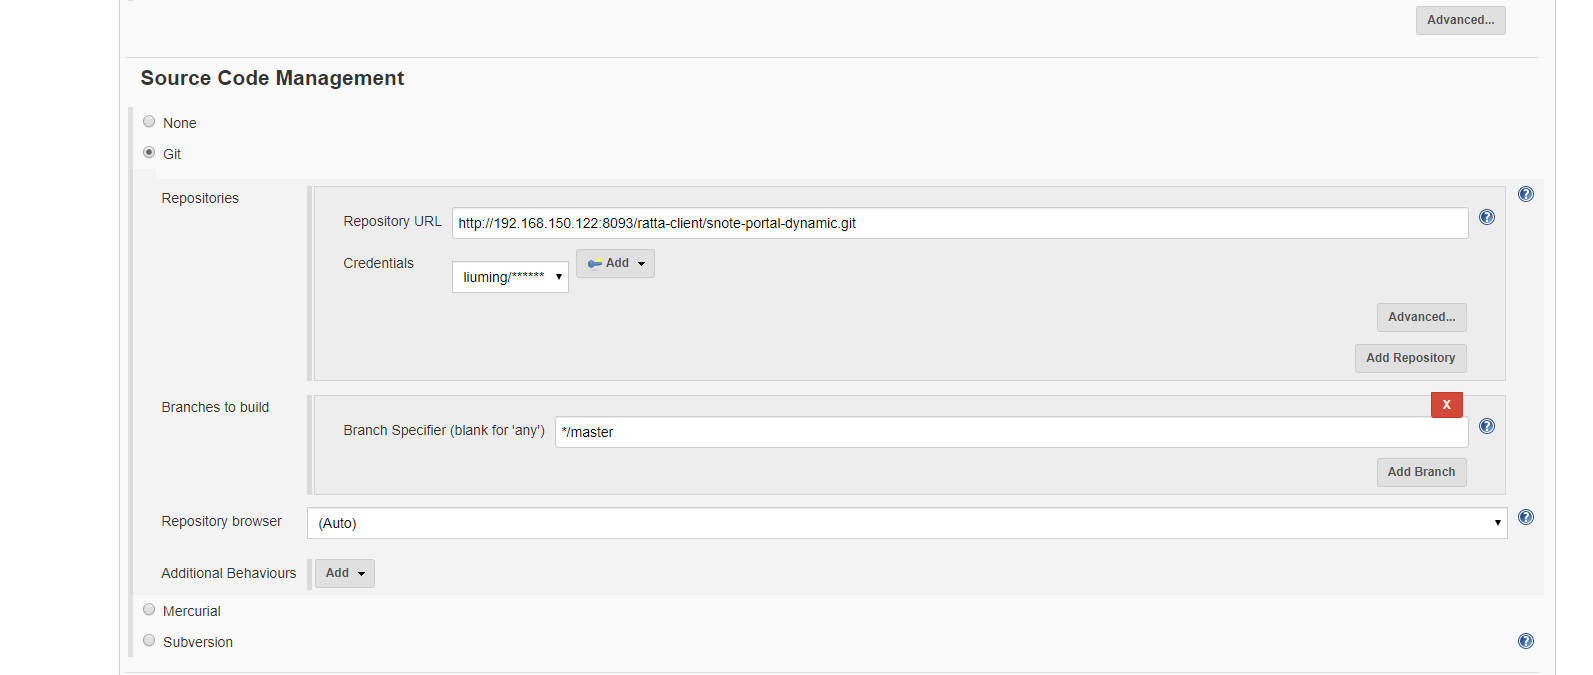 Advanced...
Source Code Management
None
Git
Repositories
Repository URL http://192.168.150.122:8093/ratta-client/snote-portal-dynamic.git
Credentials liuming/****** Add
Advanced...
Add Repository
Branches to build
X
Branch Specifier (blank for 'any') */master
Add Branch
Repository browser (Auto)
Additional Behaviours Add
Mercurial
Subversion